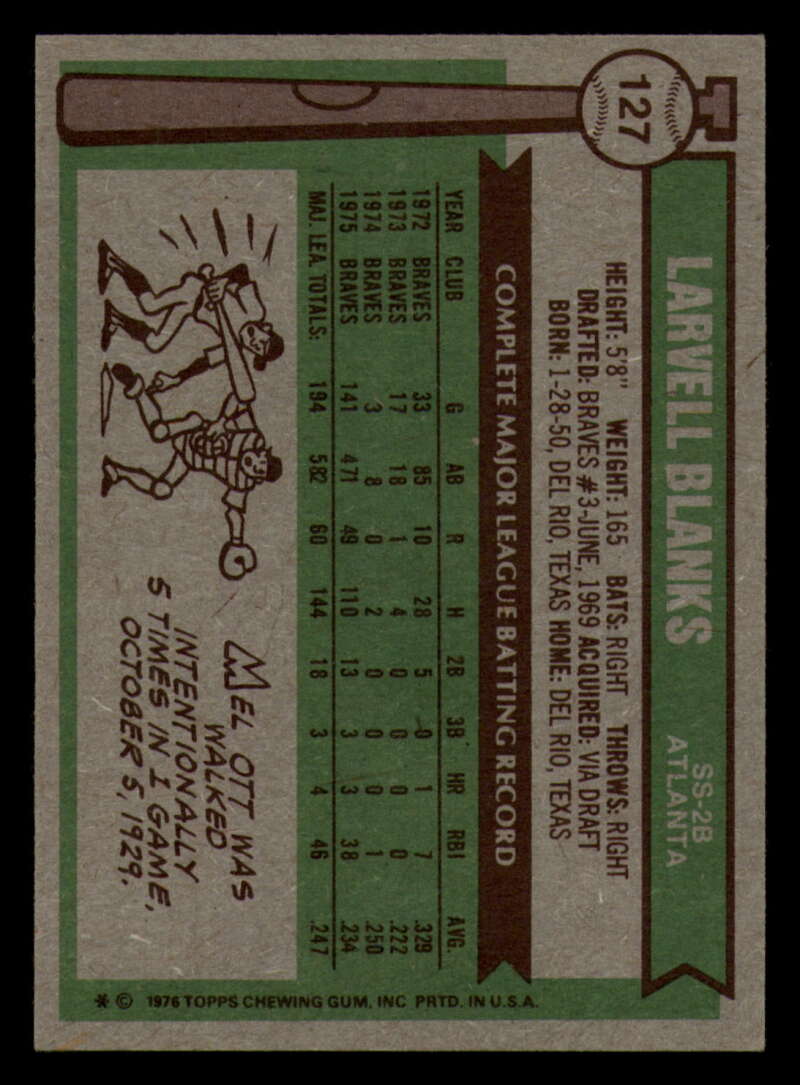 127
LARVELL BLANKS
SS-2B
ATLANTA
HEIGHT: 5'8" WEIGHT: 165 BATS: RIGHT THROWS: RIGHT
DRAFTED: BRAVES #3-JUNE, 1969 ACQUIRED: VIA DRAFT
BORN: 1-28-50, DEL RIO, TEXAS HOME: DEL RIO, TEXAS
COMPLETE MAJOR LEAGUE BATTING RECORD
YEAR CLUB G AB R H 2B 3B HR RBI AVG.
1972 BRAVES 33 85 10 28 5 0 1 7 .329
1973 BRAVES 17 18 1 4 0 0 0 0 .222
1974 BRAVES 3 8 0 2 0 0 0 1 .250
1975 BRAVES 141 471 49 110 13 3 3 38 .234
MAJ. LEA. TOTALS: 194 582 60 144 18 3 4 46 .247
MEL OTT WAS
WALKED
INTENTIONALLY
5 TIMES IN 1 GAME,
OCTOBER 5, 1929.
* © 1976 TOPPS CHEWING GUM, INC PRTD. IN U.S.A.